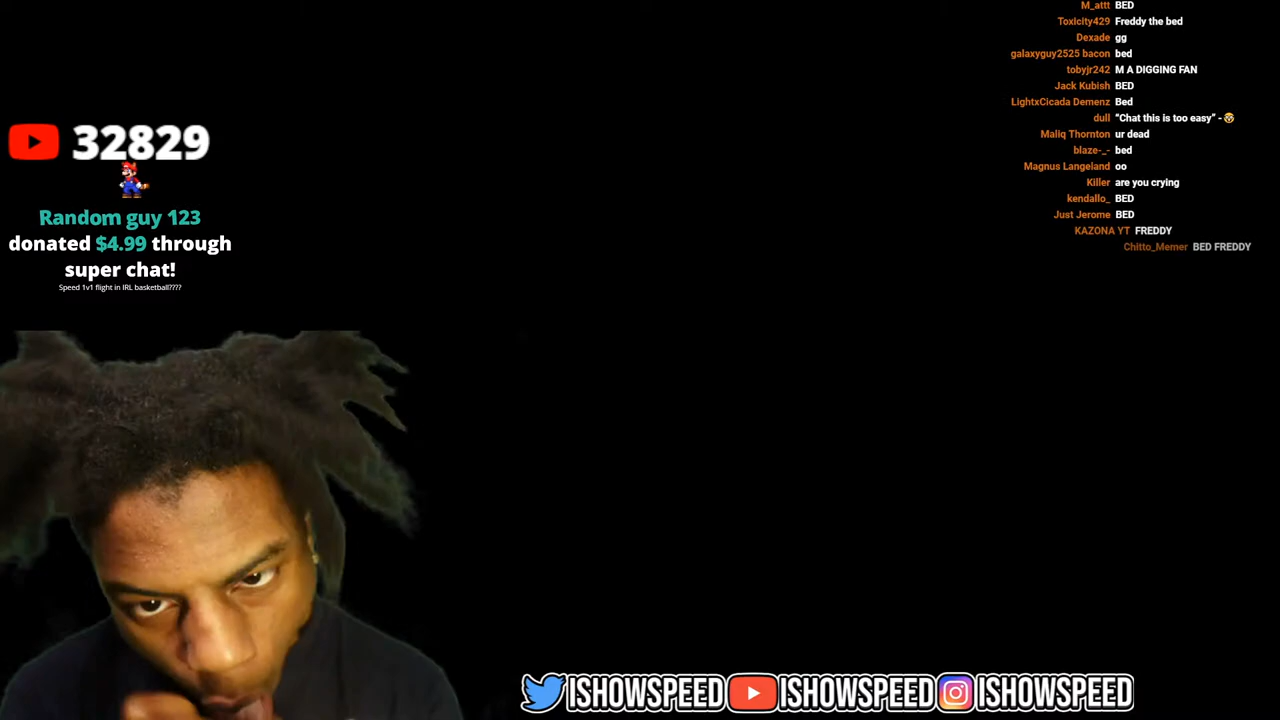 32829
Random guy 123
donated $4.99 through
super chat!
Speed 1v1 flight in IRL basketball????
M_attt BED
Toxicity429 Freddy the bed
Dexade gg
galaxyguy2525 bacon bed
tobyjr242 M A DIGGING FAN
Jack Kubish BED
LightxCicada Demenz Bed
dull “Chat this is too easy” -
Maliq Thornton ur dead
blaze-_- bed
Magnus Langeland oo
Killer are you crying
kendallo_ BED
Just Jerome BED
KAZONA YT FREDDY
Chitto_Memer BED FREDDY
ISHOWSPEED ISHOWSPEED ISHOWSPEED